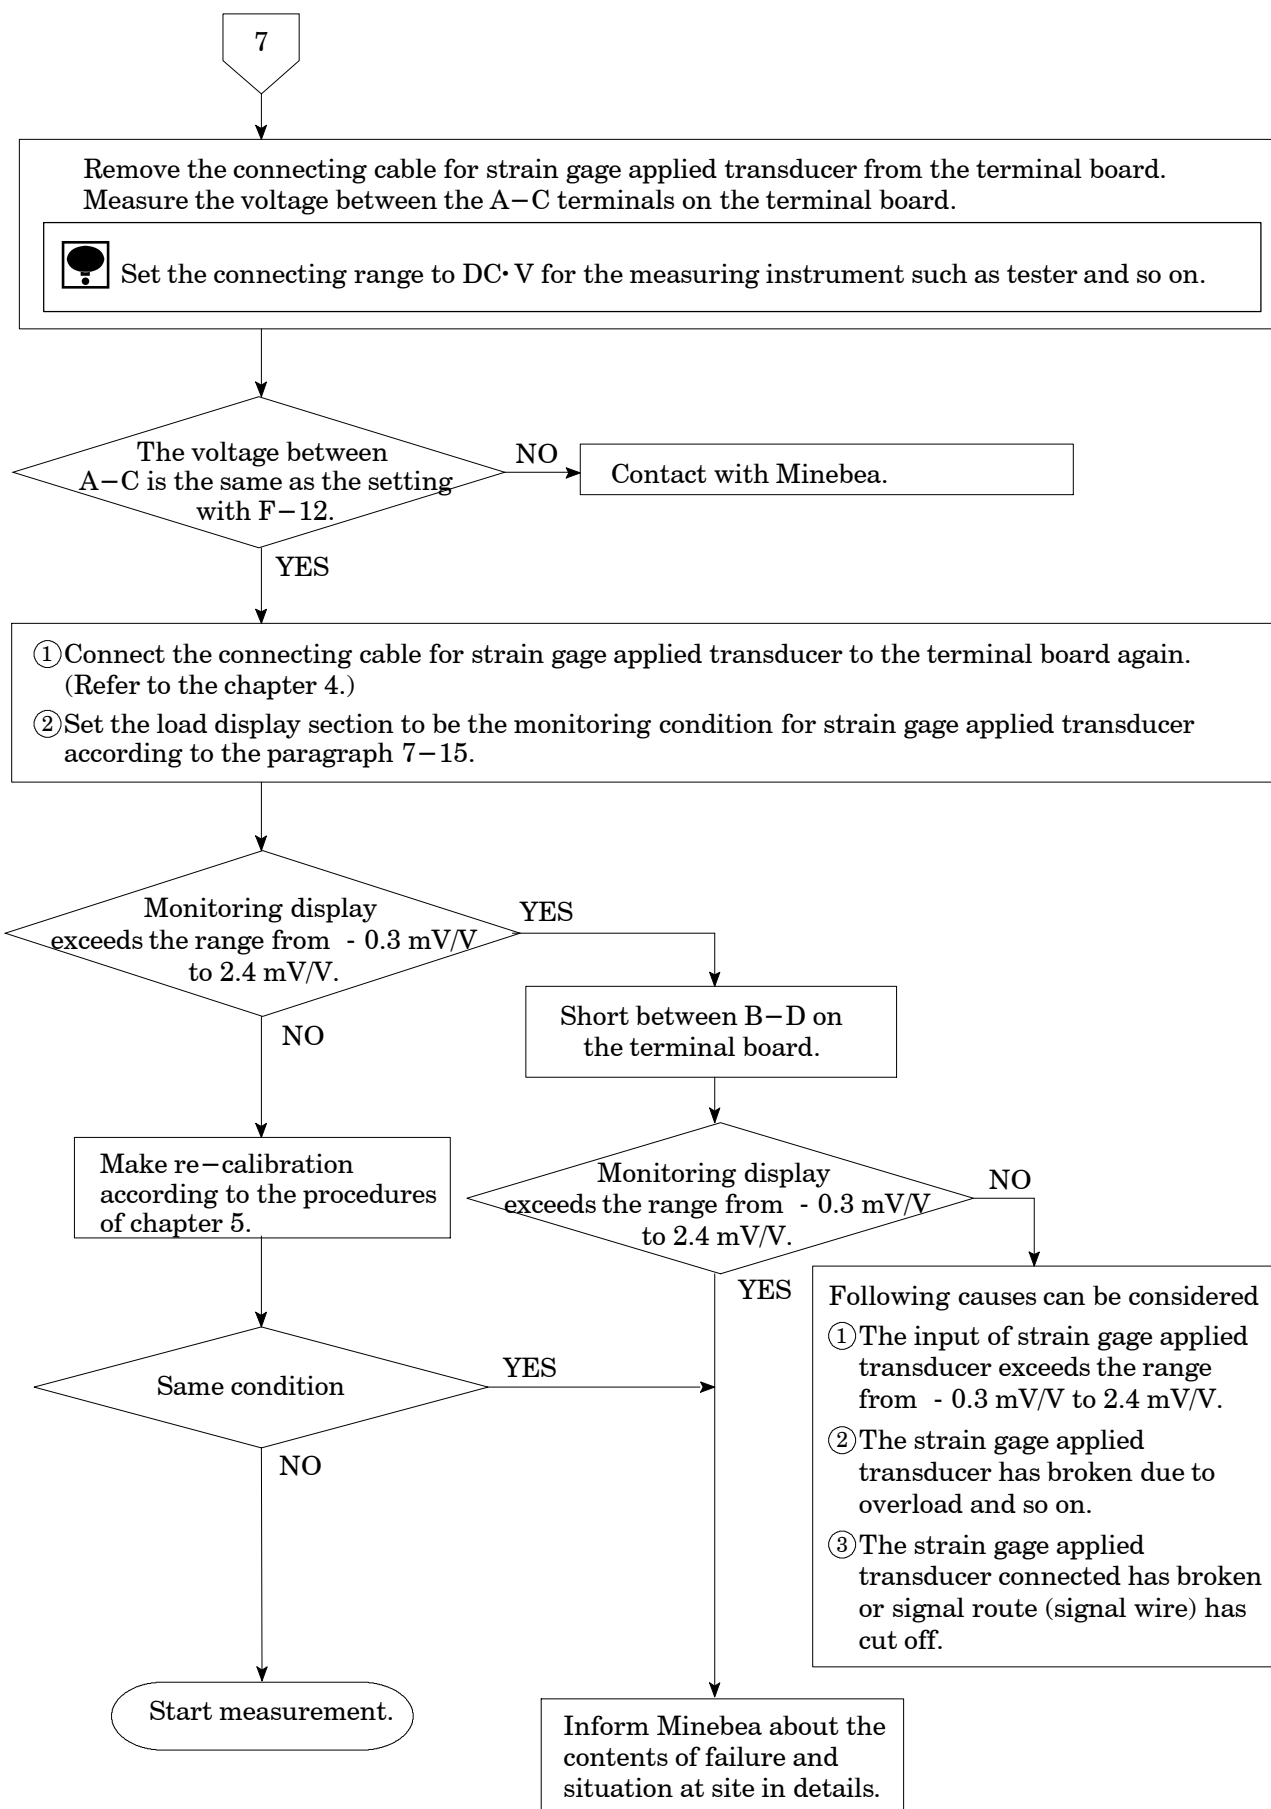 7
Remove the connecting cable for strain gage applied transducer from the terminal board.
Measure the voltage between the A−C terminals on the terminal board.
Set the connecting range to DC･V for the measuring instrument such as tester and so on.
The voltage between
A−C is the same as the setting
with F−12.
NO
Contact with Minebea.
YES
①Connect the connecting cable for strain gage applied transducer to the terminal board again.
(Refer to the chapter 4.)
②Set the load display section to be the monitoring condition for strain gage applied transducer
according to the paragraph 7−15.
Monitoring display
exceeds the range from - 0.3 mV/V
to 2.4 mV/V.
YES
NO
Short between B−D on
the terminal board.
Make re−calibration
according to the procedures
of chapter 5.
Monitoring display
exceeds the range from - 0.3 mV/V
to 2.4 mV/V.
NO
YES
Following causes can be considered
①The input of strain gage applied
transducer exceeds the range
from - 0.3 mV/V to 2.4 mV/V.
②The strain gage applied
transducer has broken due to
overload and so on.
③The strain gage applied
transducer connected has broken
or signal route (signal wire) has
cut off.
Same condition
YES
NO
Start measurement.
Inform Minebea about the
contents of failure and
situation at site in details.